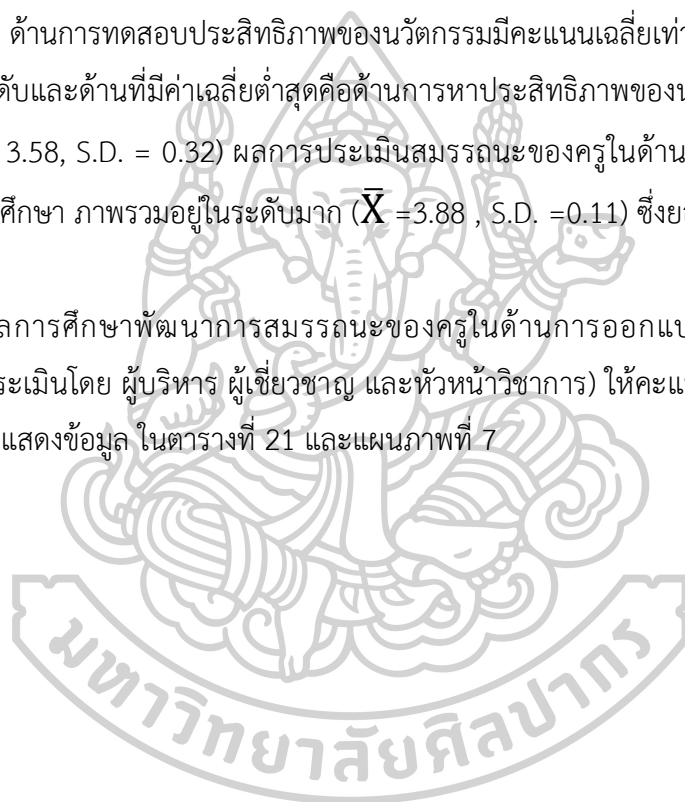 ด้านการทดสอบประสิทธิภาพของนวัตกรรมมีคะแนนเฉลี่ยเท่า
ดับและด้านที่มีค่าเฉลี่ยต่ำสุดคือด้านการหาประสิทธิภาพของน
3.58, S.D. = 0.32) ผลการประเมินสมรรถนะของครูในด้าน
ศึกษา ภาพรวมอยู่ในระดับมาก (X̅ =3.88 , S.D. =0.11) ซึ่งย
ลการศึกษาพัฒนาการสมรรถนะของครูในด้านการออกแบ
ระเมินโดย ผู้บริหาร ผู้เชี่ยวชาญ และหัวหน้าวิชาการ) ให้คะแ
แสดงข้อมูล ในตารางที่ 21 และแผนภาพที่ 7
มหาวิทยาลัยศิลปากร